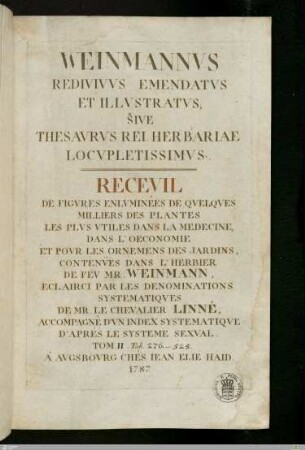 WEINMANNVS
REDIVIVVS EMENDATVS
ET ILLVSTRATVS,
SIVE
THESAVRVS REI HERBARIAE
LOCVPLETISSIMVS.
RECEVIL
DE FIGVRES ENLVMINÉES DE QVELQVES
MILLIERS DES PLANTES
LES PLVS VTILES DANS LA MEDECINE,
DANS L'OECONOMIE
ET POVR LES ORNEMENS DES JARDINS,
CONTENVES DANS L'HERBIER
DE FEV MR. WEINMANN,
ECLAIRCI PAR LES DENOMINATIONS
SYSTEMATIQVES
DE MR. LE CHEVALIER LINNÉ,
ACCOMPAGNÉ D'VN INDEX SYSTEMATIQVE
D'APRES LE SYSTEME SEXVAL.
TOM II. Tab. 276.-525.
A AVGSBOVRG CHES IEAN ELIE HAID.
1787